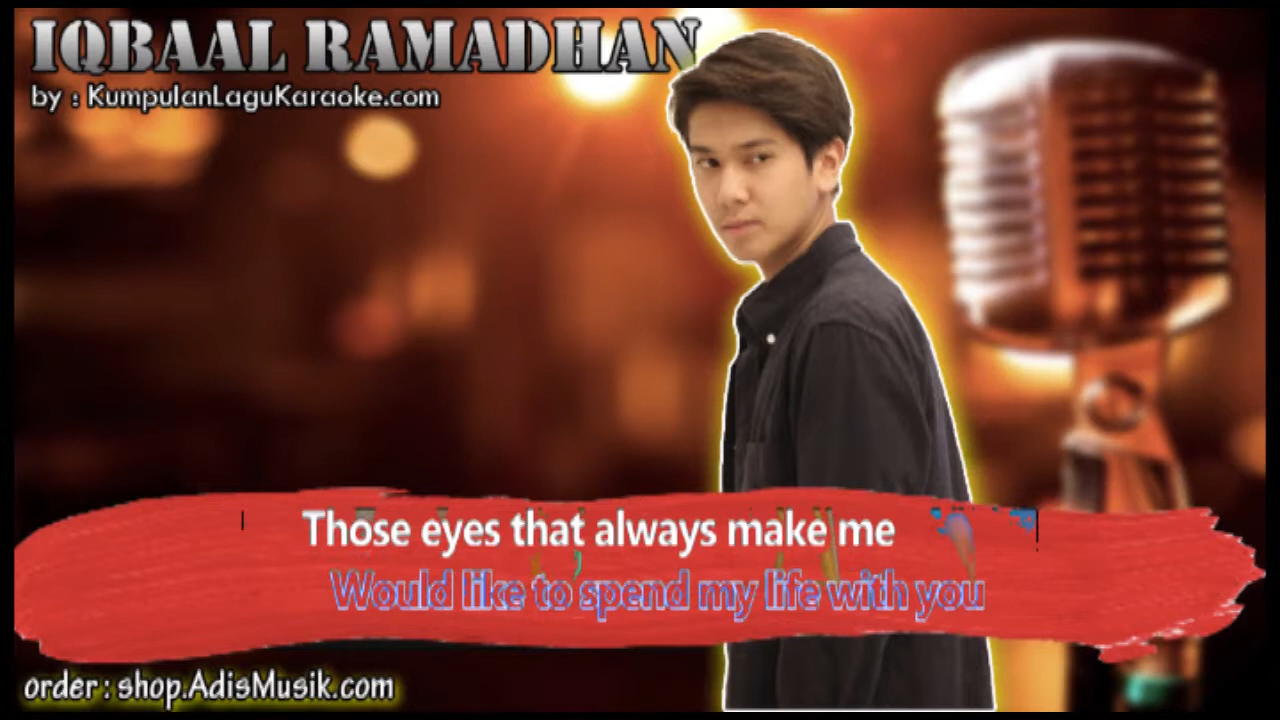 IQBAAL RAMADHAN
by : KumpulanLaguKaraoke.com
Those eyes that always make me
Would like to spend my life with you
order : shop.AdisMusik.com